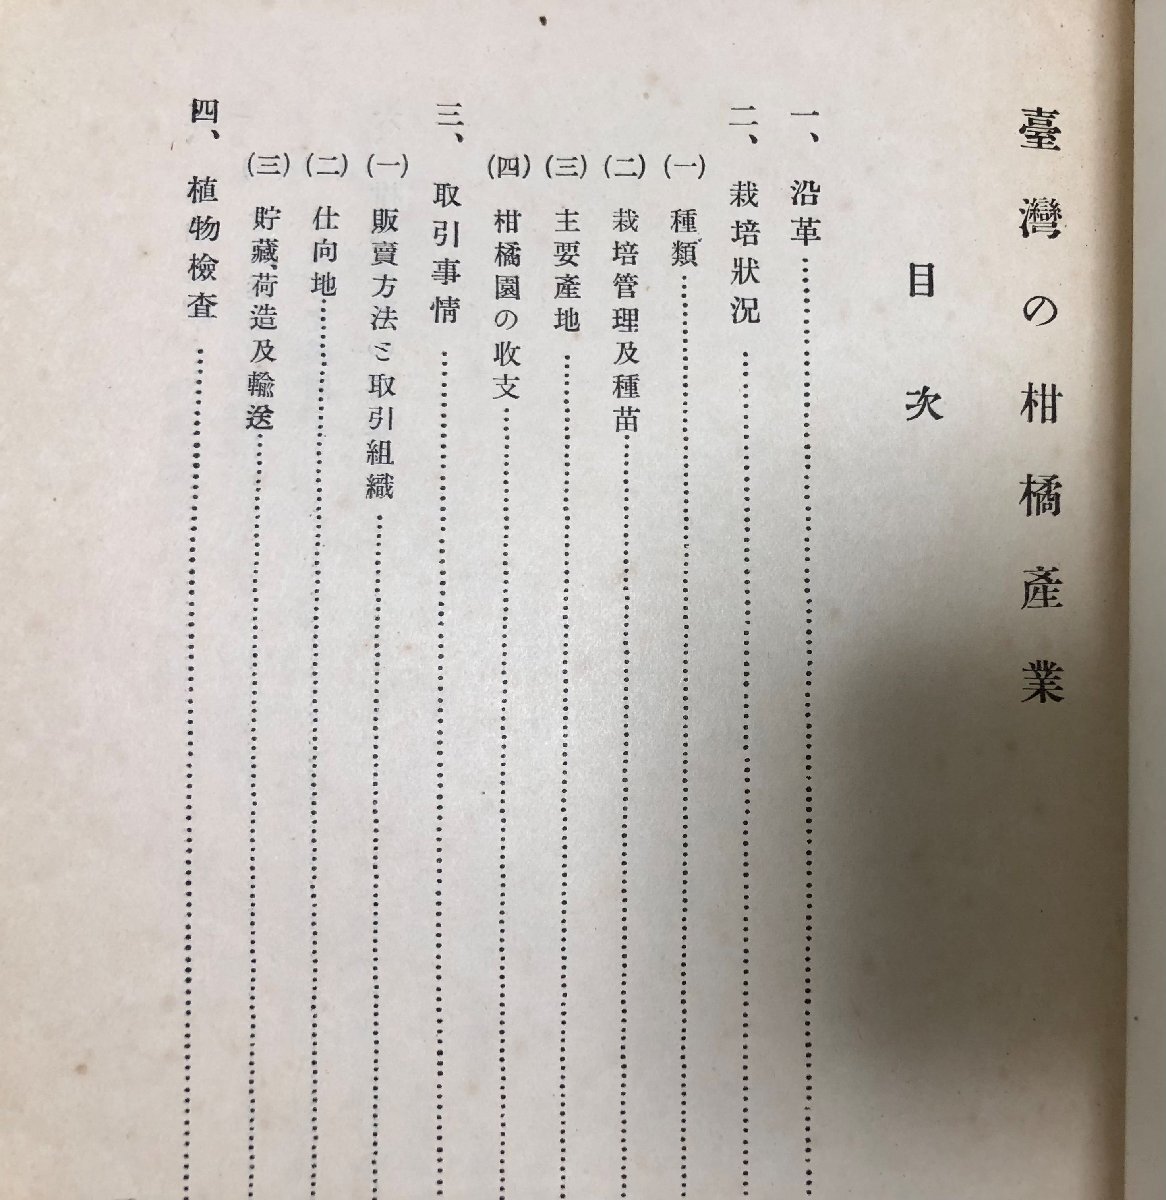 臺灣の柑橘產業
目次
一、沿革
二、栽培狀況
(一)種類
(二)栽培管理及種苗
(三)主要產地
(四)柑橘園の收支
三、取引事情
(一)販賣方法と取引組織
(二)仕向地
(三)貯藏、荷造及輸送
四、植物檢査